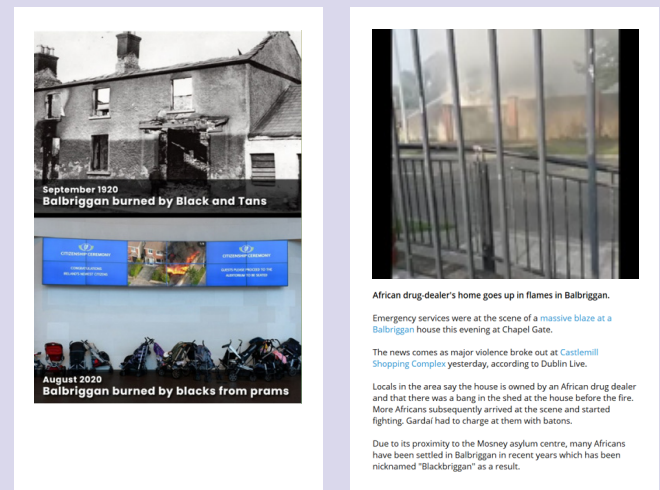 September 1920
Balbriggan burned by Black and Tans
CITIZENSHIP CEREMONY
CITIZENSHIP CEREMONY
August 2020
Balbriggan burned by blacks from prams
African drug-dealer's home goes up in flames in Balbriggan.
Emergency services were at the scene of a massive blaze at a
Balbriggan house this evening at Chapel Gate.
The news comes as major violence broke out at Castlemill
Shopping Complex yesterday, according to Dublin Live.
Locals in the area say the house is owned by an African drug dealer
and that there was a bang in the shed at the house before the fire.
More Africans subsequently arrived at the scene and started
fighting. Gardaí had to charge at them with batons.
Due to its proximity to the Mosney asylum centre, many Africans
have been settled in Balbriggan in recent years which has been
nicknamed "Blackbriggan" as a result.